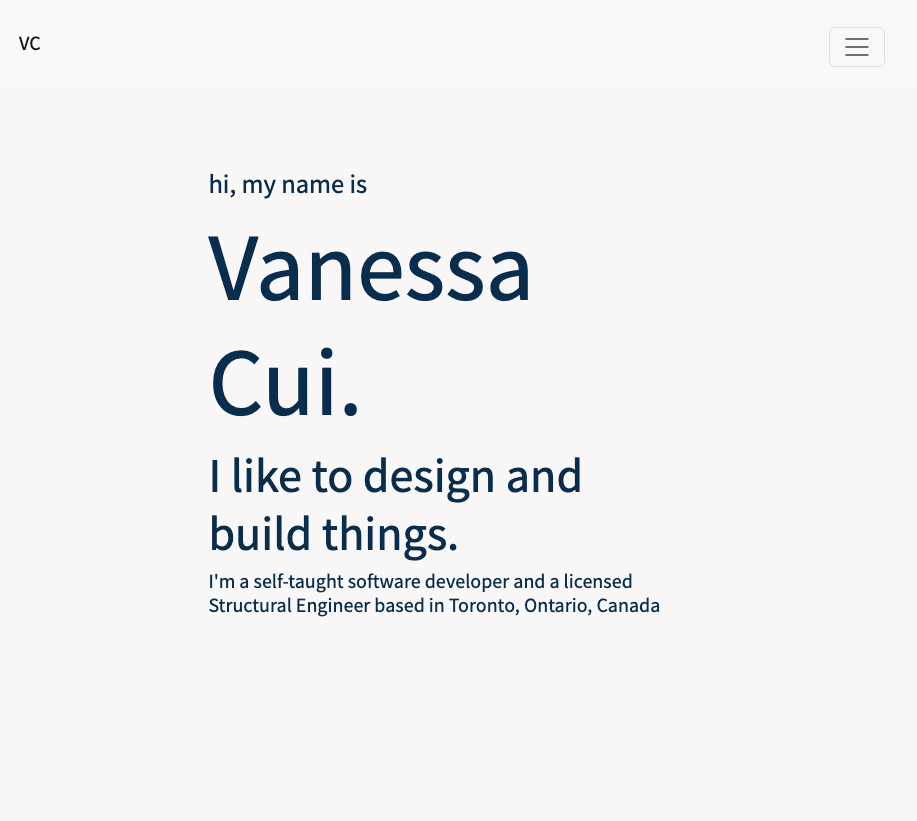 VC
hi, my name is
Vanessa
Cui.
I like to design and
build things.
I'm a self-taught software developer and a licensed
Structural Engineer based in Toronto, Ontario, Canada